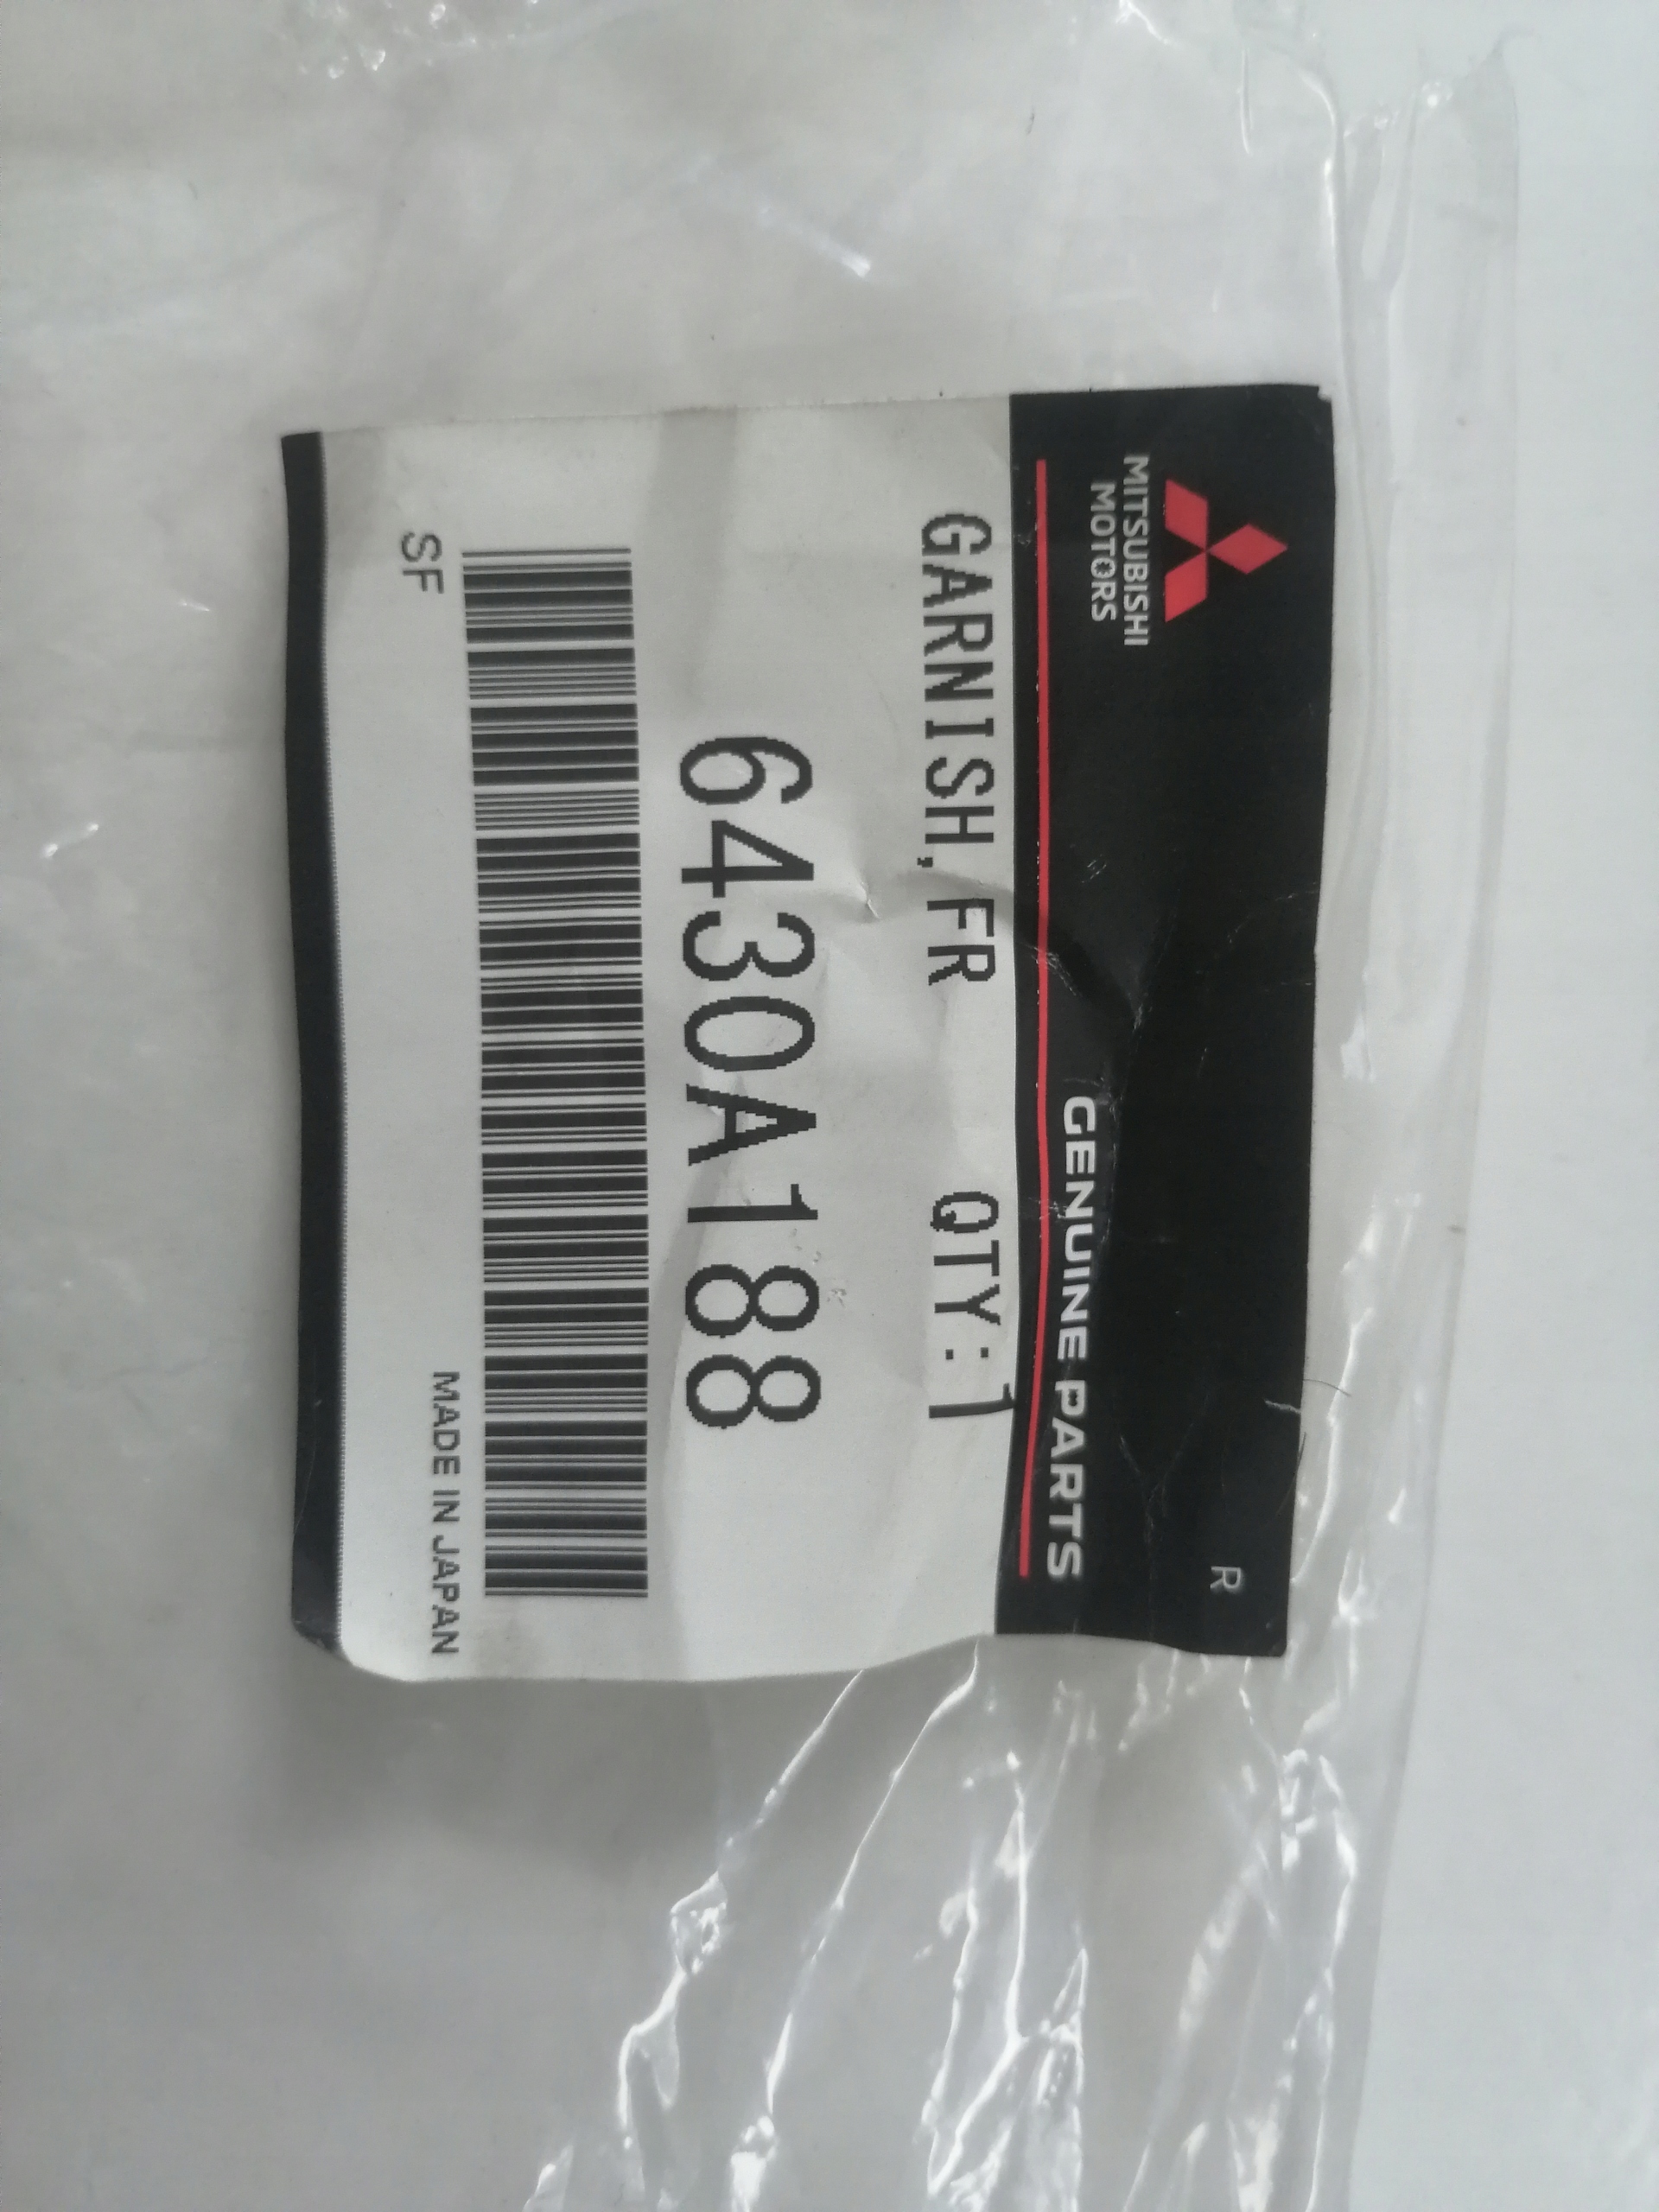 R
MITSUBISHI
MOTORS
GENUINE PARTS
GARNISH,FR QTY:1
6430A188
SF
MADE IN JAPAN